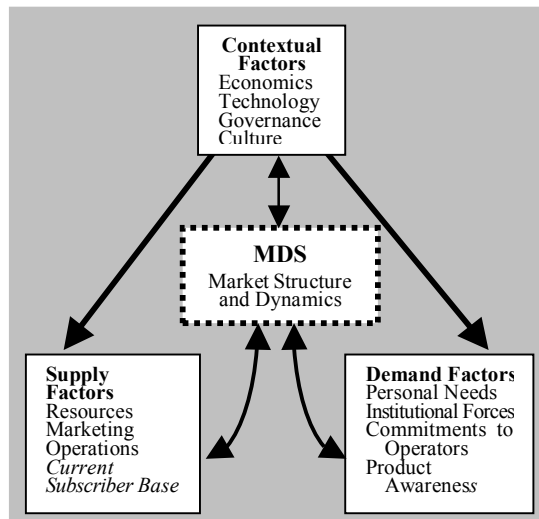 Contextual
Factors
Economics
Technology
Governance
Culture
MDS
Market Structure
and Dynamics
Supply
Factors
Resources
Marketing
Operations
Current
Subscriber Base
Demand Factors
Personal Needs
Institutional Forces
Commitments to
Operators
Product
Awareness